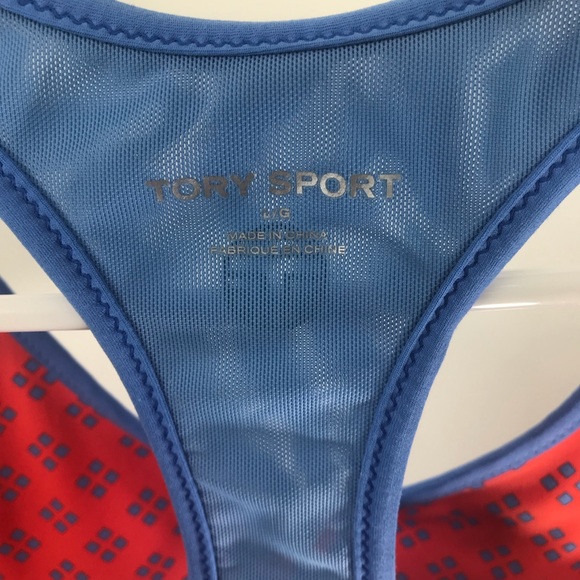 TORY SPORT
L/G
MADE IN CHINA
FABRIQUÉ EN CHINE